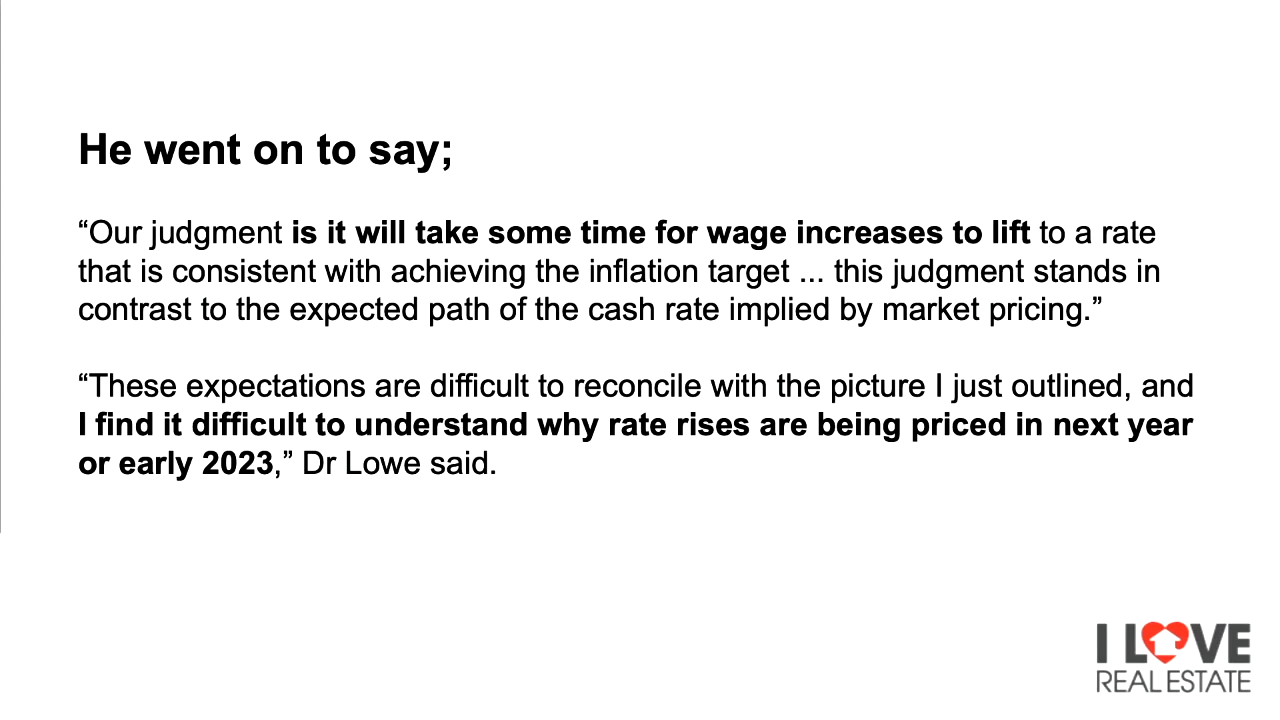 He went on to say;
“Our judgment is it will take some time for wage increases to lift to a rate
that is consistent with achieving the inflation target ... this judgment stands in
contrast to the expected path of the cash rate implied by market pricing.”
“These expectations are difficult to reconcile with the picture I just outlined, and
I find it difficult to understand why rate rises are being priced in next year
or early 2023,” Dr Lowe said.
I LOVE
REAL ESTATE